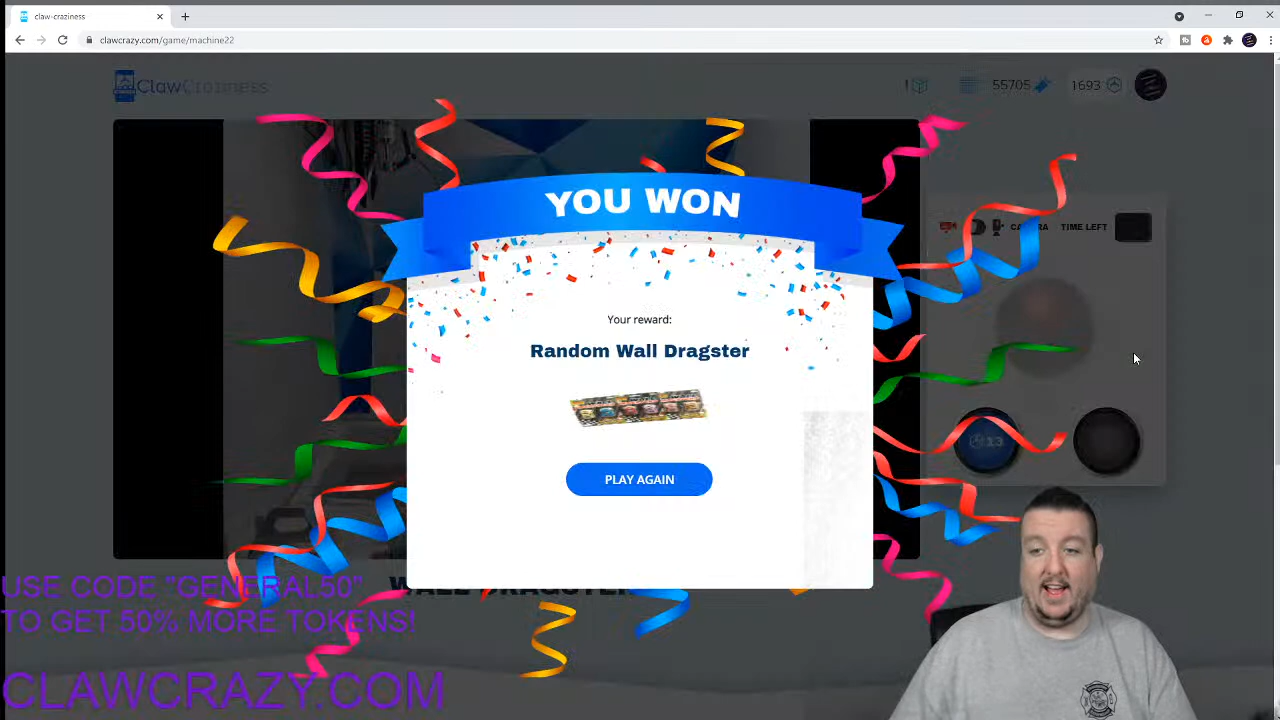 claw-craziness
clawcrazy.com/game/machine22
ClawCraziness
55705
1693
YOU WON
CAMERA TIME LEFT
Your reward:
Random Wall Dragster
13
PLAY AGAIN
WALL DRAGSTER
USE CODE "GENERAL50"
TO GET 50% MORE TOKENS!
CLAWCRAZY.COM